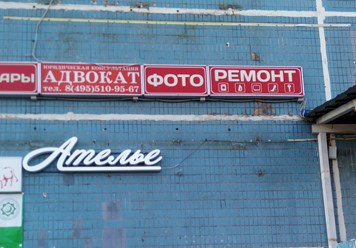 АРЫ
ЮРИДИЧЕСКАЯ КОНСУЛЬТАЦИЯ
АДВОКАТ
тел. 8(495)510-95-67
ФОТО
РЕМОНТ
Ателье